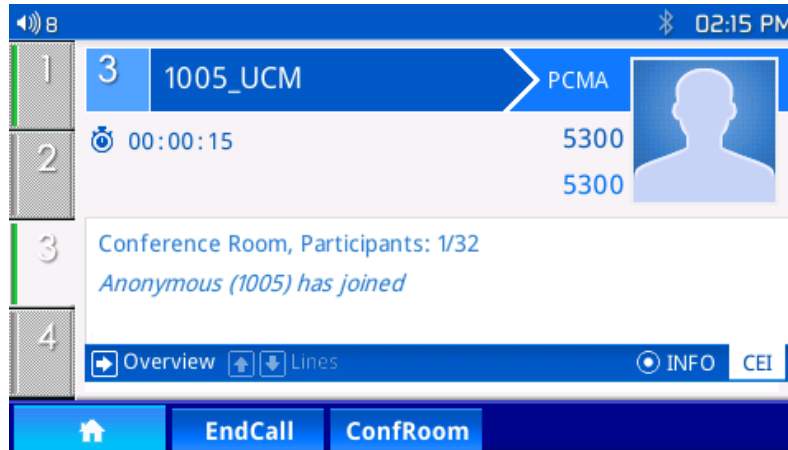 8 02:15 PM
1 3 1005_UCM PCMA
00:00:15 5300
2 5300
3 Conference Room, Participants: 1/32
Anonymous (1005) has joined
4
Overview Lines INFO CEI
EndCall ConfRoom